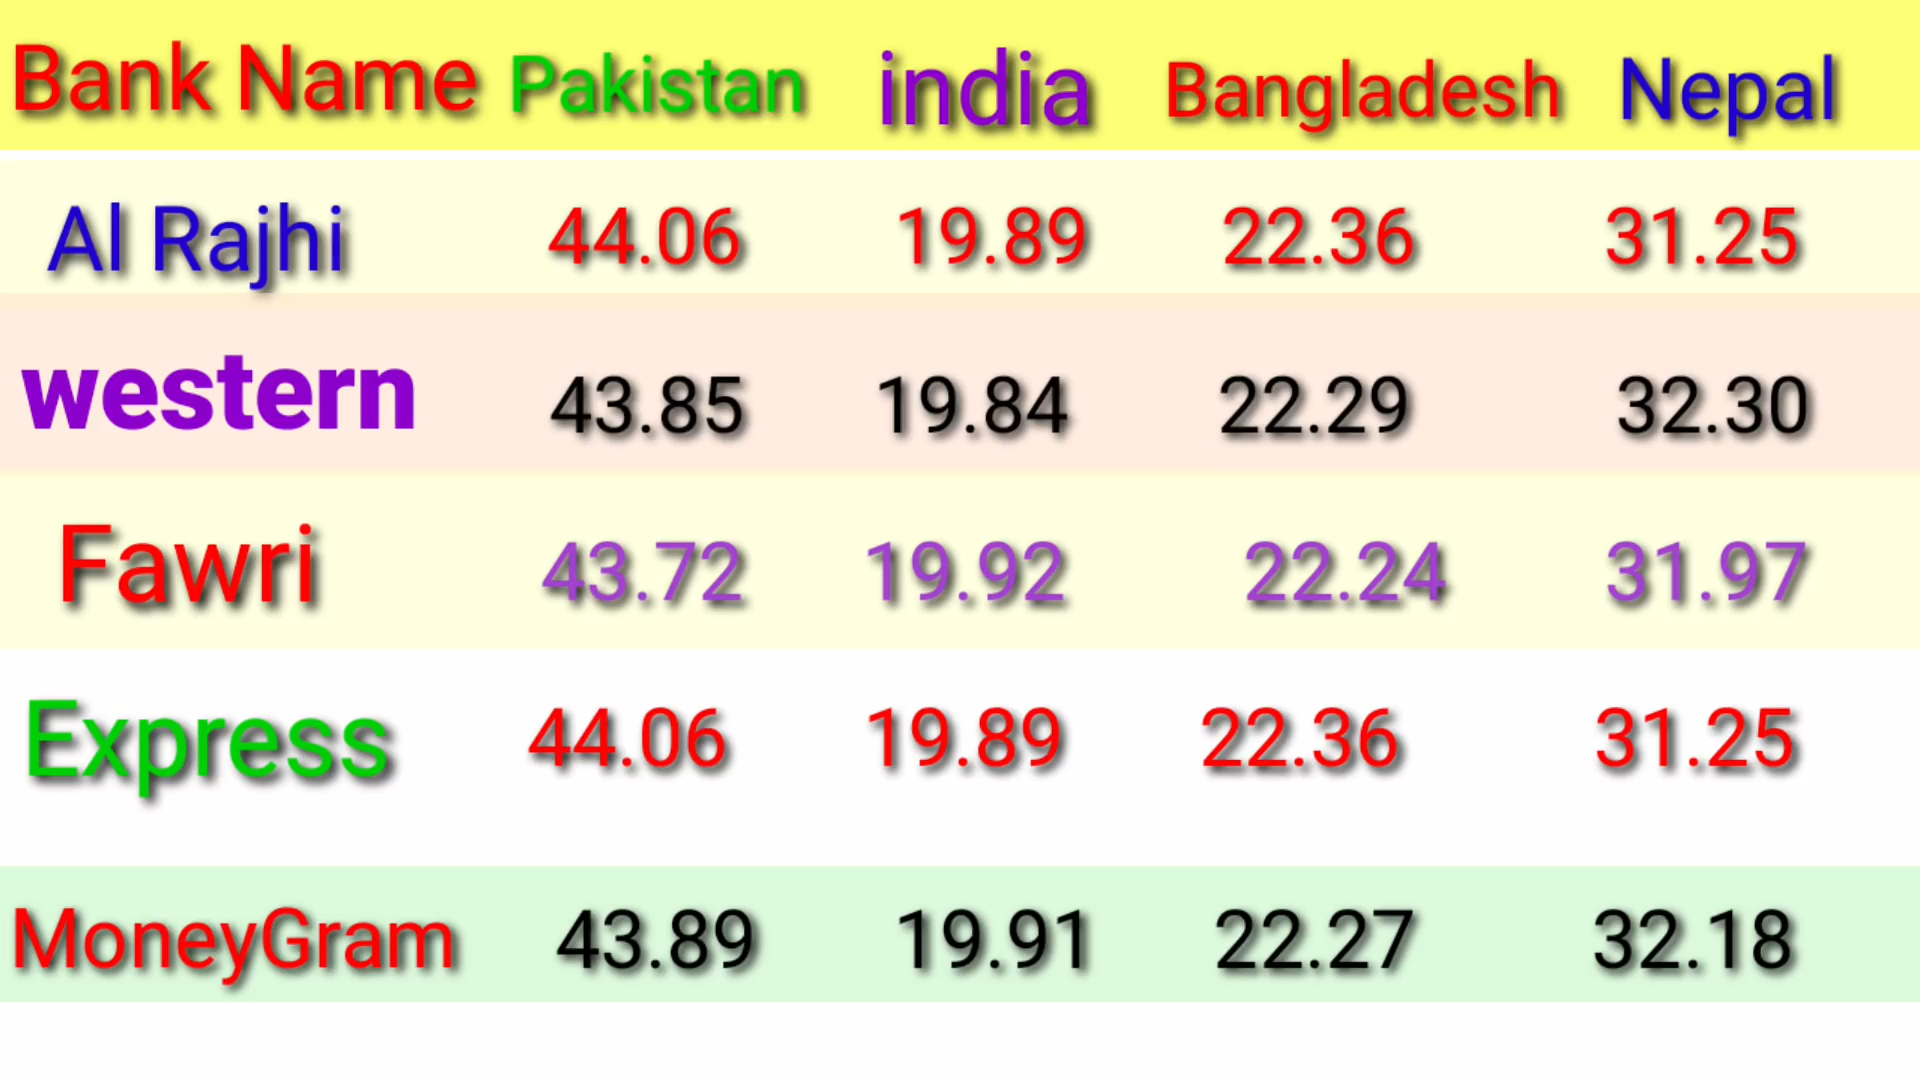 Bank Name Pakistan india Bangladesh Nepal
Al Rajhi 44.06 19.89 22.36 31.25
western 43.85 19.84 22.29 32.30
Fawri 43.72 19.92 22.24 31.97
Express 44.06 19.89 22.36 31.25
MoneyGram 43.89 19.91 22.27 32.18